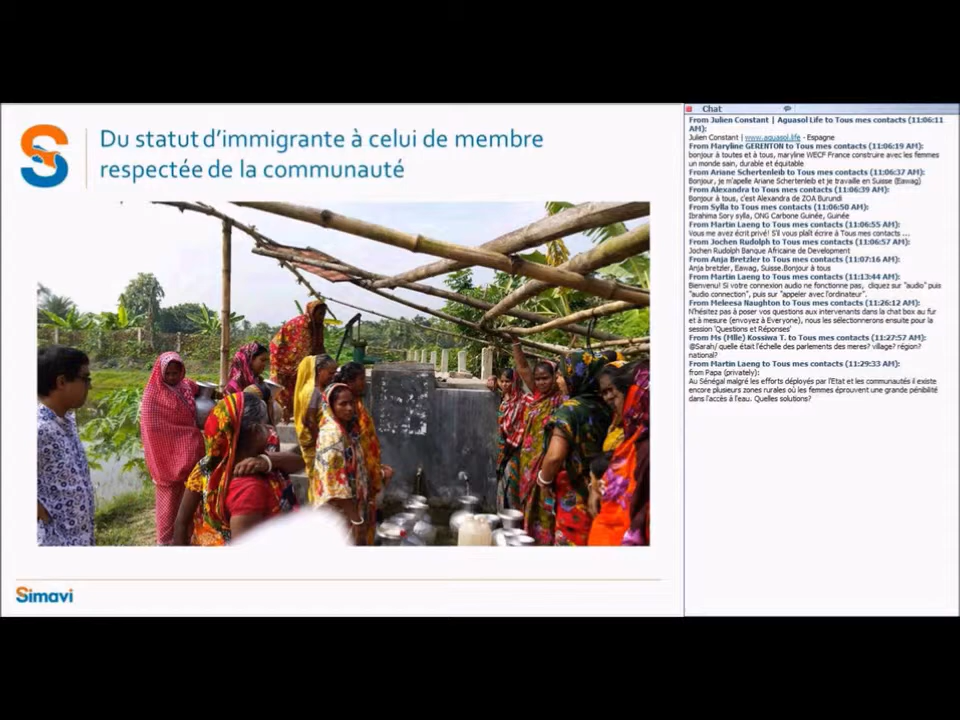 Du statut d'immigrante à celui de membre
respectée de la communauté
Simavi
Chat
From Julien Constant | Aguasol Life to Tous mes contacts (11:06:11
AM):
Julien Constant | www.aguasol.life - Espagne
From Maryline GERENTON to Tous mes contacts (11:06:19 AM):
bonjour à toutes et à tous, maryline WECF France construire avec les femmes
un monde sain, durable et équitable
From Ariane Schertenleib to Tous mes contacts (11:06:37 AM):
Bonjour, je m'apelle Ariane Schertenleib et je travaille en Suisse (Eawag)
From Alexandra to Tous mes contacts (11:06:39 AM):
Bonjour à tous, c'est Alexandra de ZOA Burundi
From Sylla to Tous mes contacts (11:06:50 AM):
Ibrahima Sory sylla, ONG Carbone Guinée, Guinée
From Martin Laeng to Tous mes contacts (11:06:55 AM):
Vous me avez écrit privé! S'il vous plaît écrire à Tous mes contacts ...
From Jochen Rudolph to Tous mes contacts (11:06:57 AM):
Jochen Rudolph Banque Africaine de Development
From Anja Bretzler to Tous mes contacts (11:07:16 AM):
Anja bretzler, Eawag, Suisse.Bonjour à tous
From Martin Laeng to Tous mes contacts (11:13:44 AM):
Bienvenu! Si votre connexion audio ne fonctionne pas, cliquez sur "audo" puis
"audio connection", puis sur "appeler avec l'ordinateur".
From Meleesa Naughton to Tous mes contacts (11:26:12 AM):
N'hésitez pas à poser vos questions aux intervenants dans la chat box au fur
et à mesure (envoyez à Everyone), nous les sélectionnerons ensuite pour la
session 'Questions et Réponses'
From Ms (Mlle) Kossiwa T. to Tous mes contacts (11:27:57 AM):
@Sarah/ quelle était l'échelle des parlements des meres? village? région?
national?
From Martin Laeng to Tous mes contacts (11:29:33 AM):
from Papa (privately):
Au Sénégal malgré les efforts déployés par l'Etat et les communautés il existe
encore plusieurs zones rurales où les femmes éprouvent une grande pénibilité
dans l'accès à l'eau. Quelles solutions?